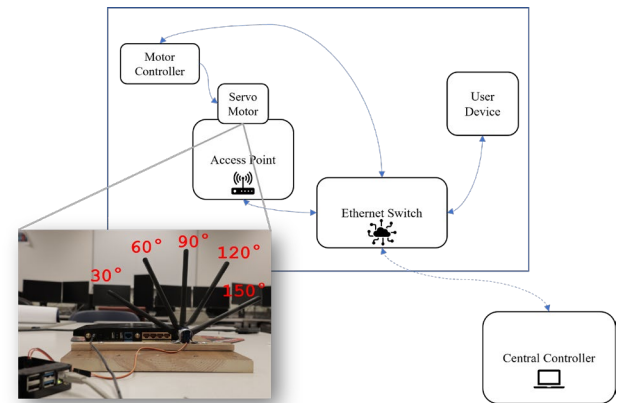 Motor
Controller
Servo
Motor
User
Device
Access Point
Ethernet Switch
30°
60°
90°
120°
150°
Central Controller